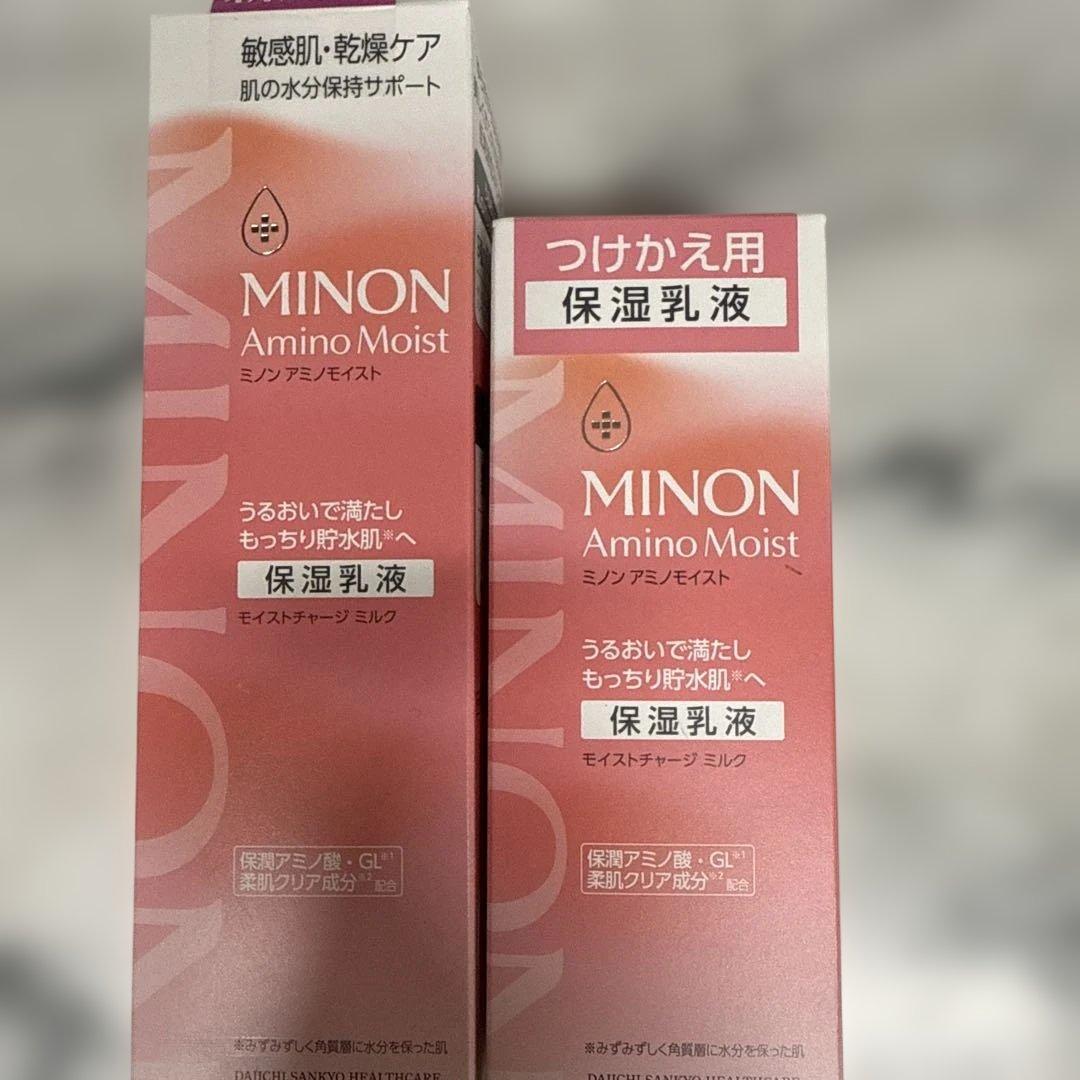 敏感肌・乾燥ケア
肌の水分保持サポート
MINON
Amino Moist
ミノン アミノモイスト
うるおいで満たし
もっちり貯水肌※へ
保湿乳液
モイストチャージ ミルク
保潤アミノ酸・GL※1
柔肌クリア成分※2 配合
※みずみずしく角質層に水分を保った肌
DAIICHI SANKYO HEALTHCARE
MINON
つけかえ用
保湿乳液
MINON
Amino Moist
ミノン アミノモイスト
うるおいで満たし
もっちり貯水肌※へ
保湿乳液
モイストチャージ ミルク
保潤アミノ酸・GL※1
柔肌クリア成分※2 配合
※みずみずしく角質層に水分を保った肌
DAIICHI SANKYO HEALTHCARE
MINON